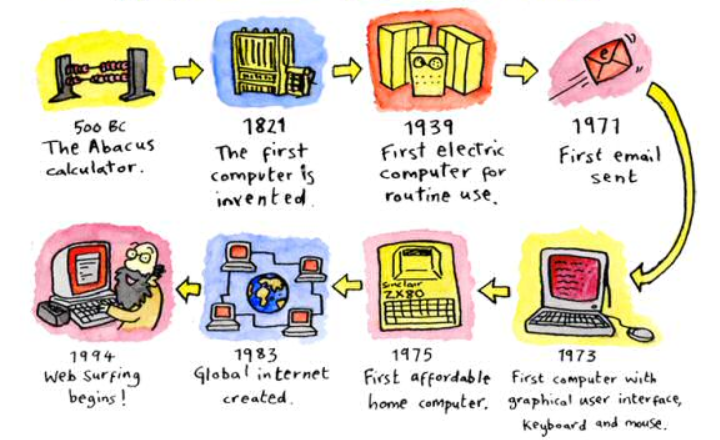 500 BC
The Abacus
calculator.
1821
The first
computer is
invented.
1939
First electric
computer for
routine use.
e
1971
First email
sent
1973
First computer with
graphical user interface,
Keyboard and mouse.
Sinclair
ZX80
1975
First affordable
home computer.
1983
Global internet
created.
1994
Web Surfing
begins!